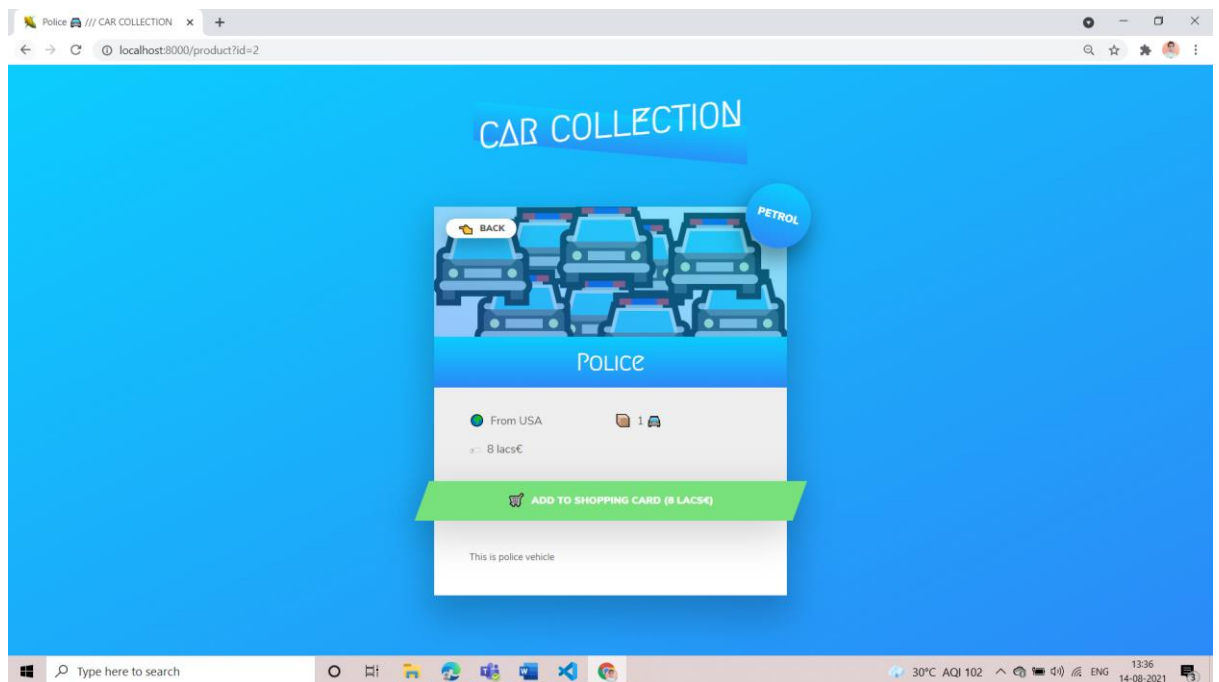 Police /// CAR COLLECTION
localhost:8000/product?id=2
CAR COLLECTION
PETROL
BACK
Police
From USA 1
8 lacs€
ADD TO SHOPPING CARD (8 LACS€)
This is police vehicle
Type here to search
30°C AQI 102 ENG 13:36
14-08-2021
3